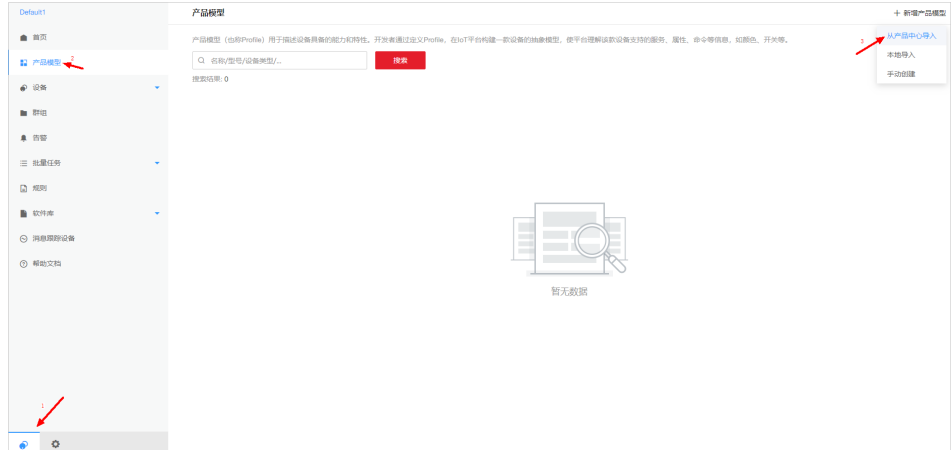 Default1
首页
产品模型
2
设备
群组
告警
批量任务
规则
软件库
消息跟踪设备
帮助文档
1
产品模型
+ 新增产品模型
产品模型（也称Profile）用于描述设备具备的能力和特性。开发者通过定义Profile，在IoT平台构建一款设备的抽象模型，使平台理解该款设备支持的服务、属性、命令等信息，如颜色、开关等。
3
从产品中心导入
本地导入
手动创建
名称/型号/设备类型/...
搜索
搜索结果: 0
暂无数据